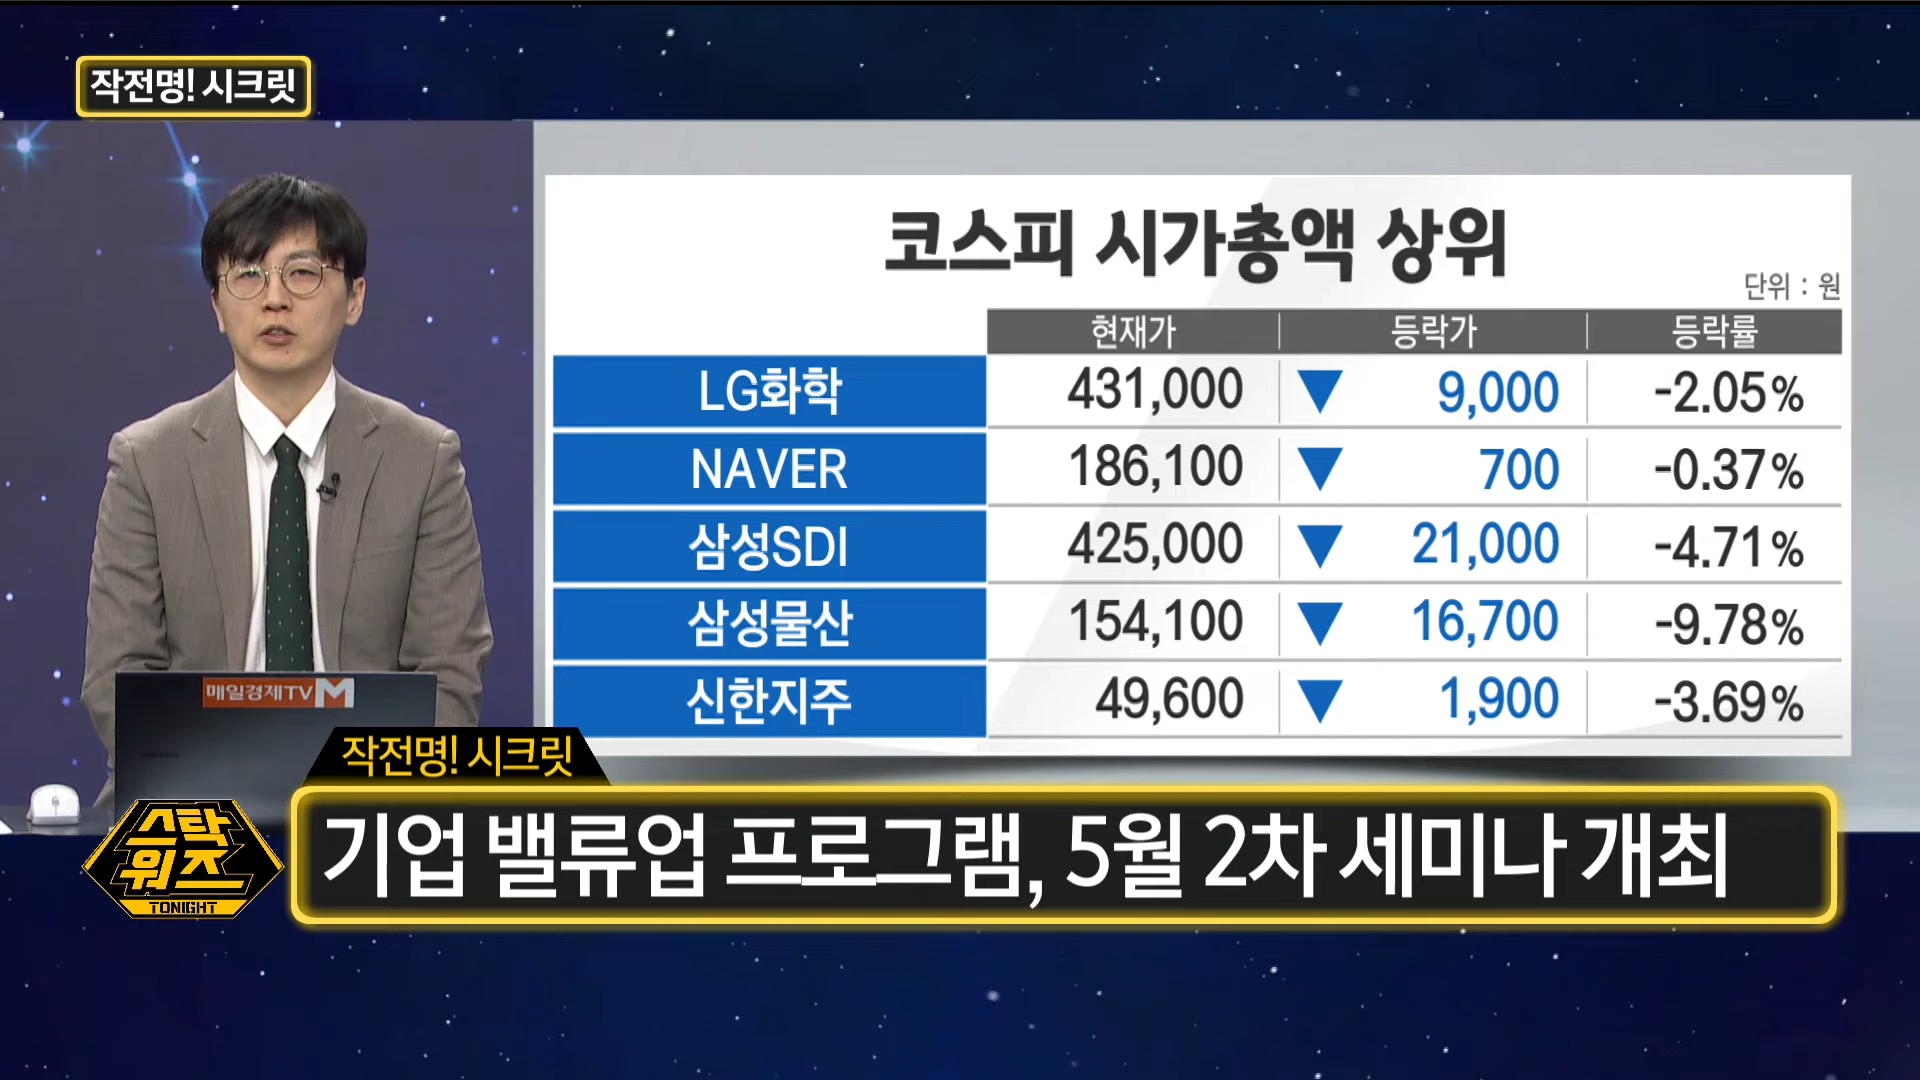 작전명! 시크릿
코스피 시가총액 상위
단위 : 원
현재가 등락가 등락률
LG화학 431,000 ▼ 9,000 -2.05%
NAVER 186,100 ▼ 700 -0.37%
삼성SDI 425,000 ▼ 21,000 -4.71%
삼성물산 154,100 ▼ 16,700 -9.78%
신한지주 49,600 ▼ 1,900 -3.69%
매일경제TV M
작전명! 시크릿
스탁
워즈
TONIGHT
기업 밸류업 프로그램, 5월 2차 세미나 개최